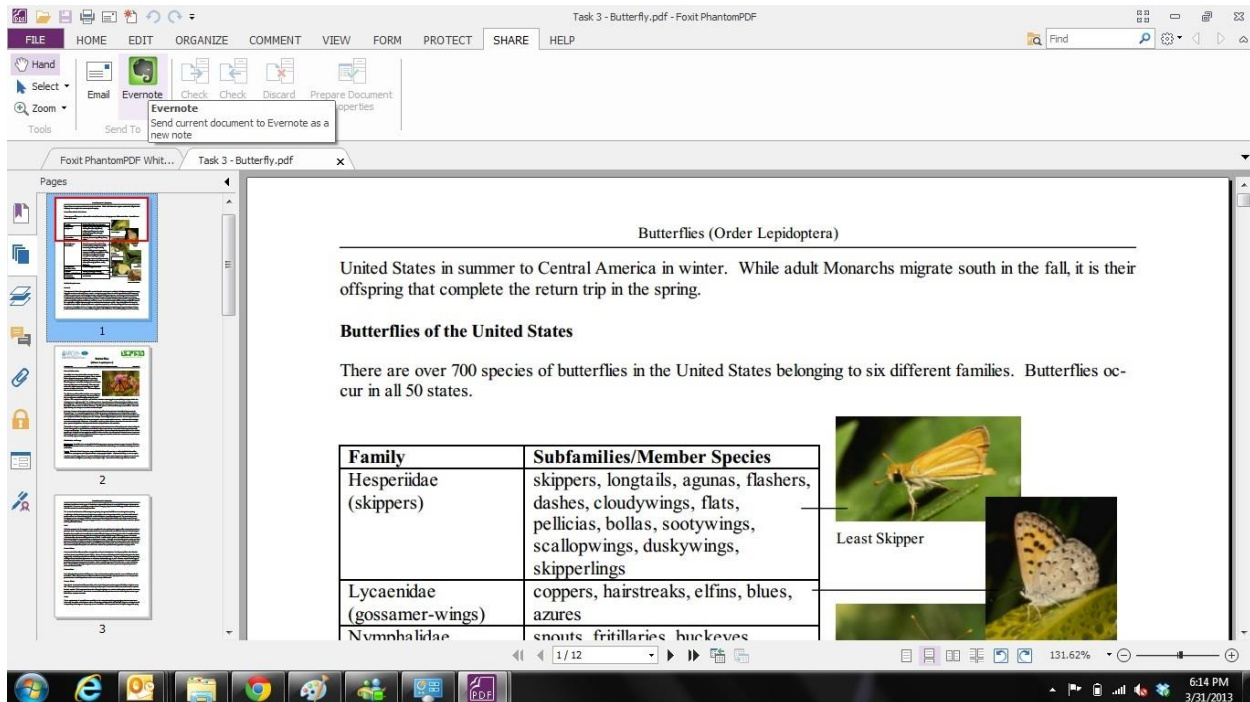 Task 3 - Butterfly.pdf - Foxit PhantomPDF
FILE HOME EDIT ORGANIZE COMMENT VIEW FORM PROTECT SHARE HELP
Find
Hand
Select
Zoom
Tools
Email
Evernote
Check
Check
Discard
Prepare Document
Send To
Evernote
Send current document to Evernote as a
new note
Foxit PhantomPDF Whit...
Task 3 - Butterfly.pdf
Pages
1
2
3
Butterflies (Order Lepidoptera)
United States in summer to Central America in winter. While adult Monarchs migrate south in the fall, it is their
offspring that complete the return trip in the spring.
Butterflies of the United States
There are over 700 species of butterflies in the United States belonging to six different families. Butterflies oc-
cur in all 50 states.
Family
Subfamilies/Member Species
Hesperiidae
(skippers)
skippers, longtails, agunas, flashers,
dashes, cloudywings, flats,
pellicias, bollas, sootywings,
scallopwings, duskywings,
skipperlings
Least Skipper
Lycaenidae
(gossamer-wings)
coppers, hairstreaks, elfins, blues,
azures
Nymphalidae
snouts, fritillaries, buckeyes
1 / 12
131.62%
PDF
6:14 PM
3/31/2013